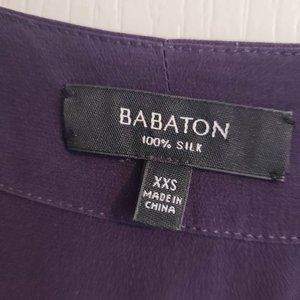 BABATON
100% SILK
XXS
MADE IN
CHINA